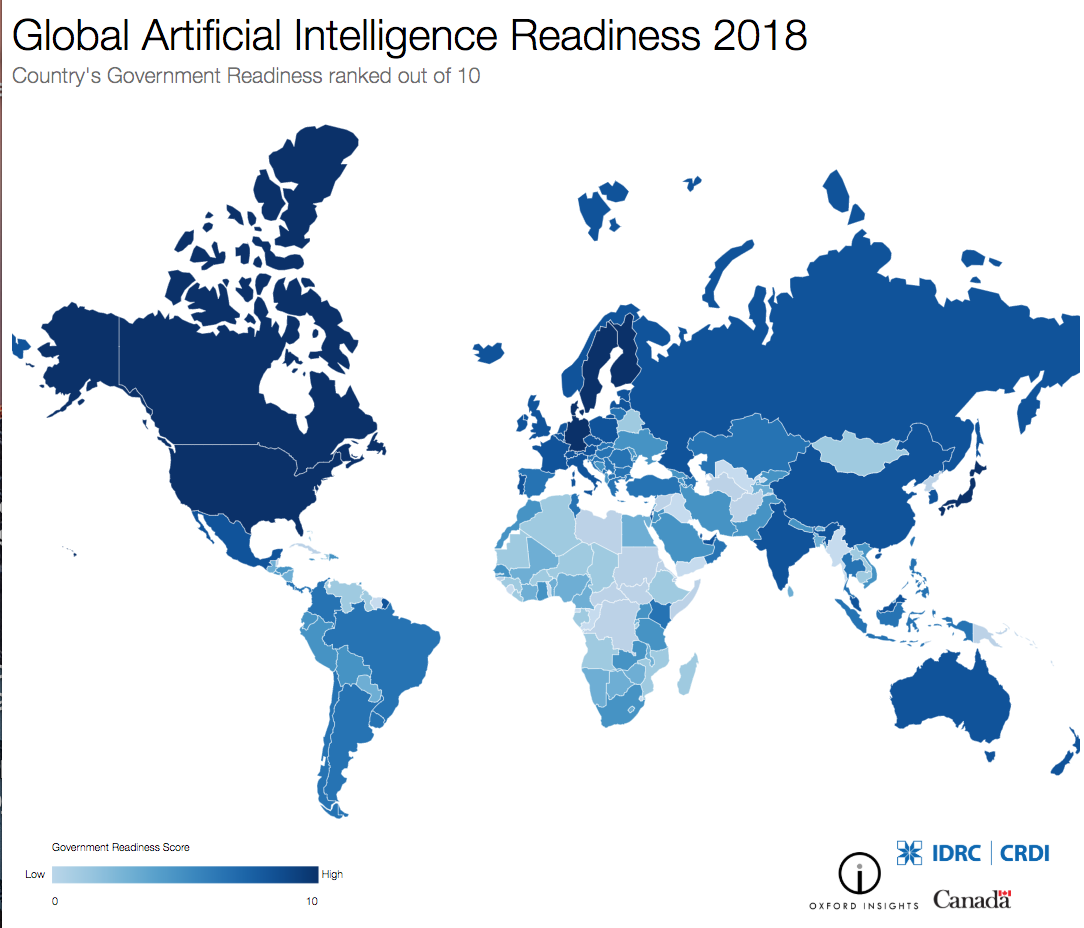 Global Artificial Intelligence Readiness 2018
Country's Government Readiness ranked out of 10
Government Readiness Score
Low High
0 10
IDRC | CRDI
OXFORD INSIGHTS
Canada